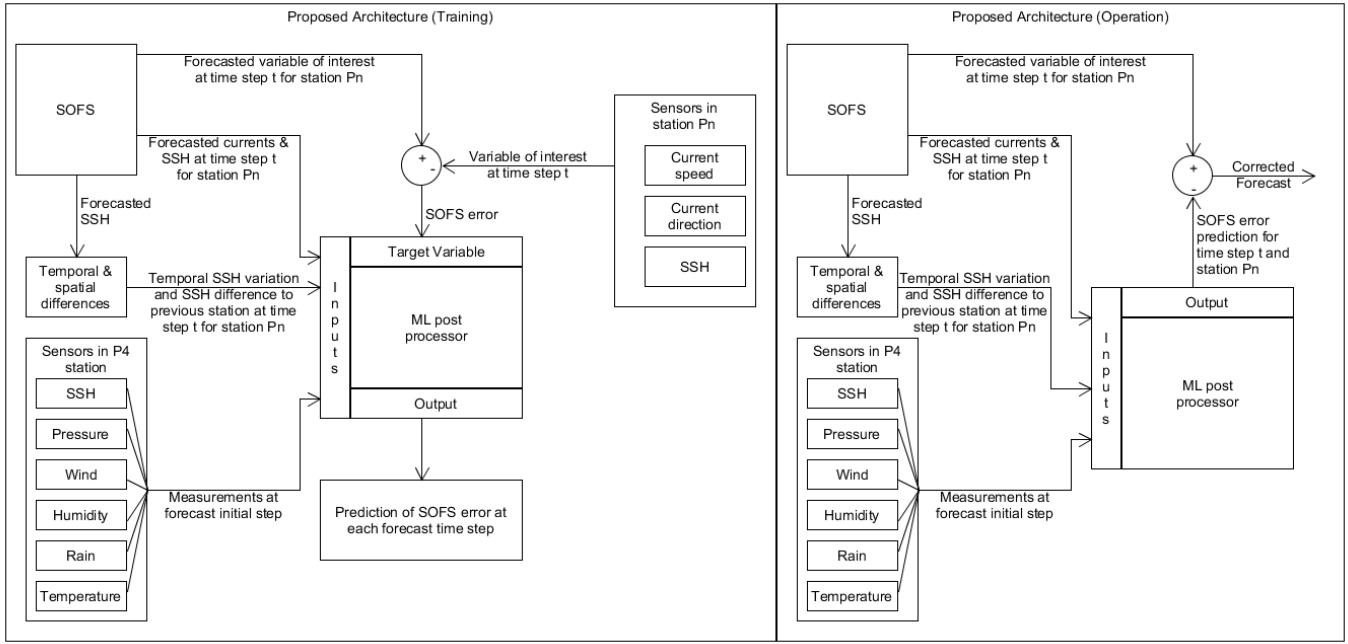 Proposed Architecture (Training)
SOFS
Forecasted variable of interest
at time step t for station Pn
Forecasted currents &
SSH at time step t
for station Pn
Forecasted
SSH
+
-
Variable of interest
at time step t
SOFS error
Sensors in
station Pn
Current
speed
Current
direction
SSH
Temporal &
spatial
differences
Temporal SSH variation
and SSH difference to
previous station at time
step t for station Pn
Inputs
Target Variable
ML post
processor
Output
Sensors in P4
station
SSH
Pressure
Wind
Humidity
Rain
Temperature
Measurements at
forecast initial step
Prediction of SOFS error at
each forecast time step
Proposed Architecture (Operation)
SOFS
Forecasted variable of interest
at time step t for station Pn
Forecasted currents &
SSH at time step t
for station Pn
Forecasted
SSH
+
-
Corrected
Forecast
SOFS error
prediction for
time step t and
station Pn
Temporal &
spatial
differences
Temporal SSH variation
and SSH difference to
previous station at time
step t for station Pn
Inputs
Output
ML post
processor
Sensors in P4
station
SSH
Pressure
Wind
Humidity
Rain
Temperature
Measurements at
forecast initial step